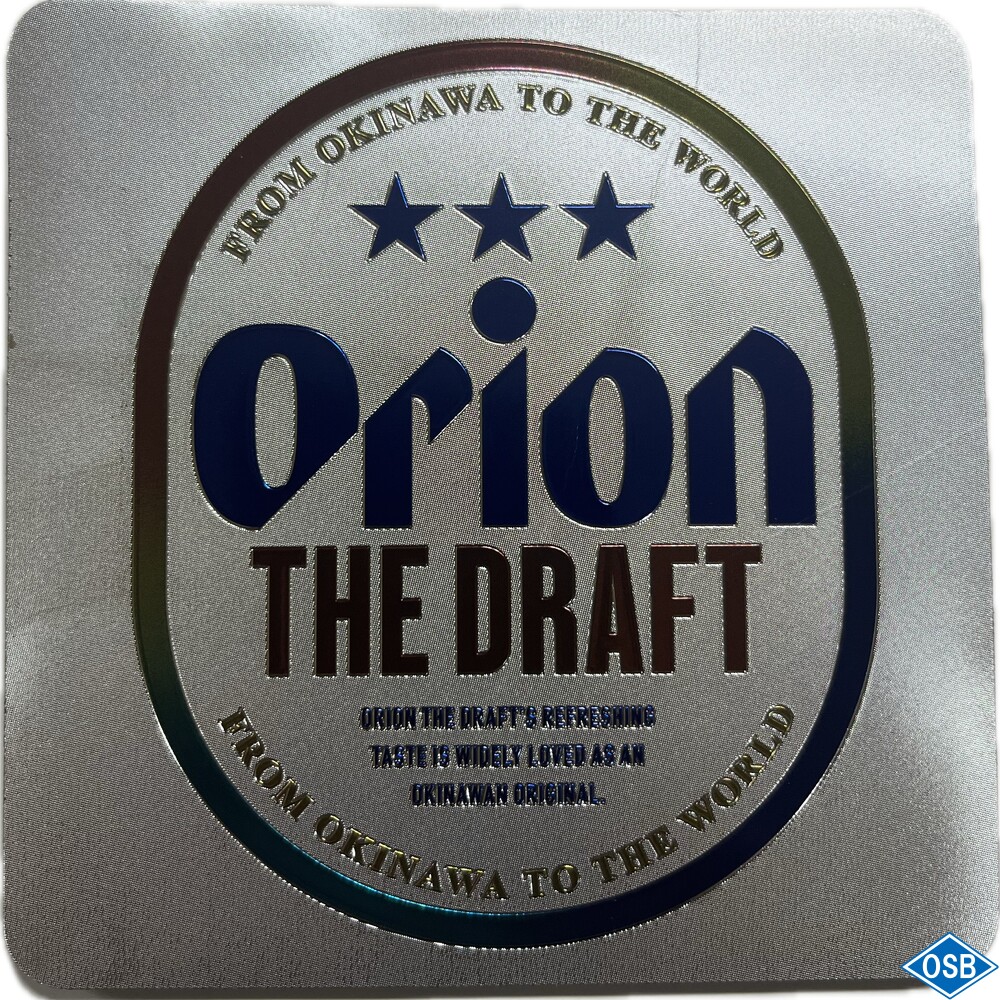 FROM OKINAWA TO THE WORLD
orion
THE DRAFT
ORION THE DRAFT'S REFRESHING
TASTE IS WIDELY LOVED AS AN
OKINAWAN ORIGINAL.
FROM OKINAWA TO THE WORLD
OSB